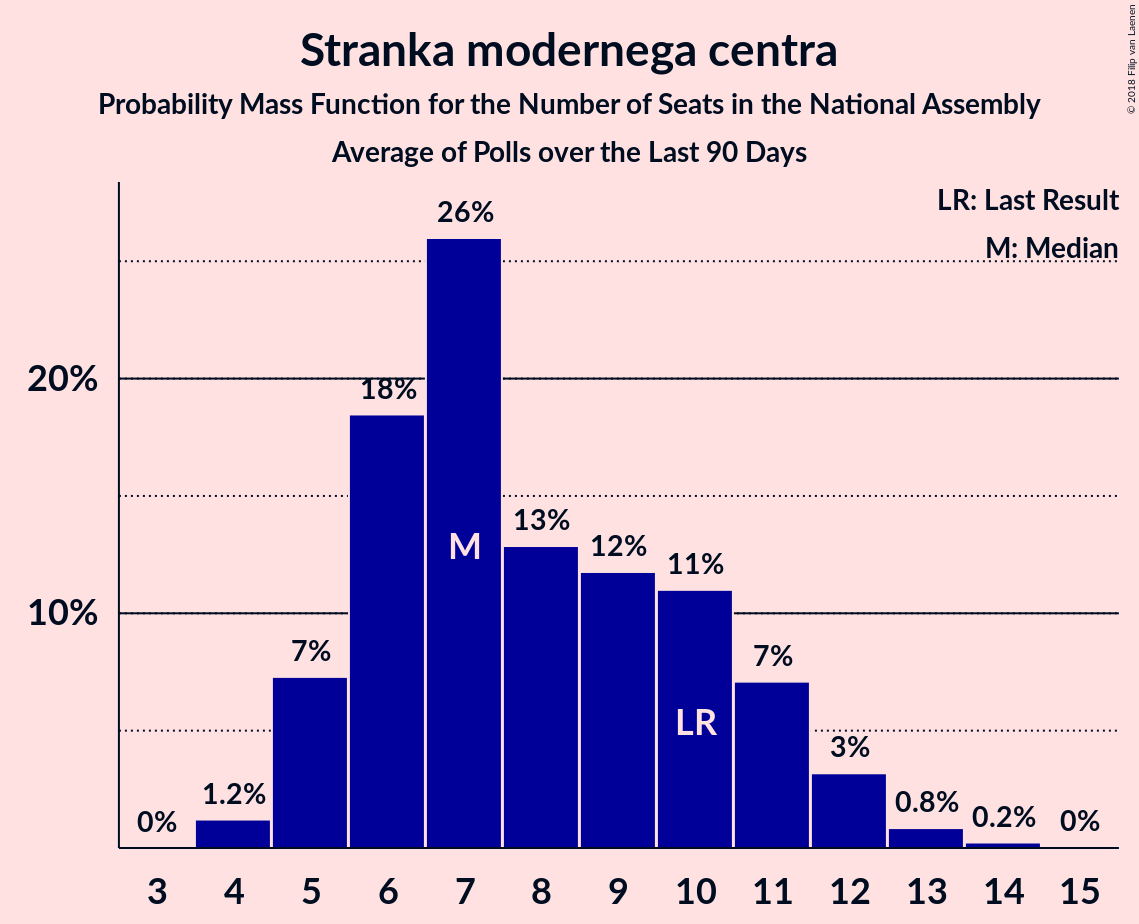 Stranka modernega centra
Probability Mass Function for the Number of Seats in the National Assembly
Average of Polls over the Last 90 Days
© 2018 Filip van Laenen
LR: Last Result
M: Median
26%
20%
18%
M
13%
12%
11%
10%
7%
7%
LR
3%
1.2%
0.8%
0.2%
0%
0%
3 4 5 6 7 8 9 10 11 12 13 14 15